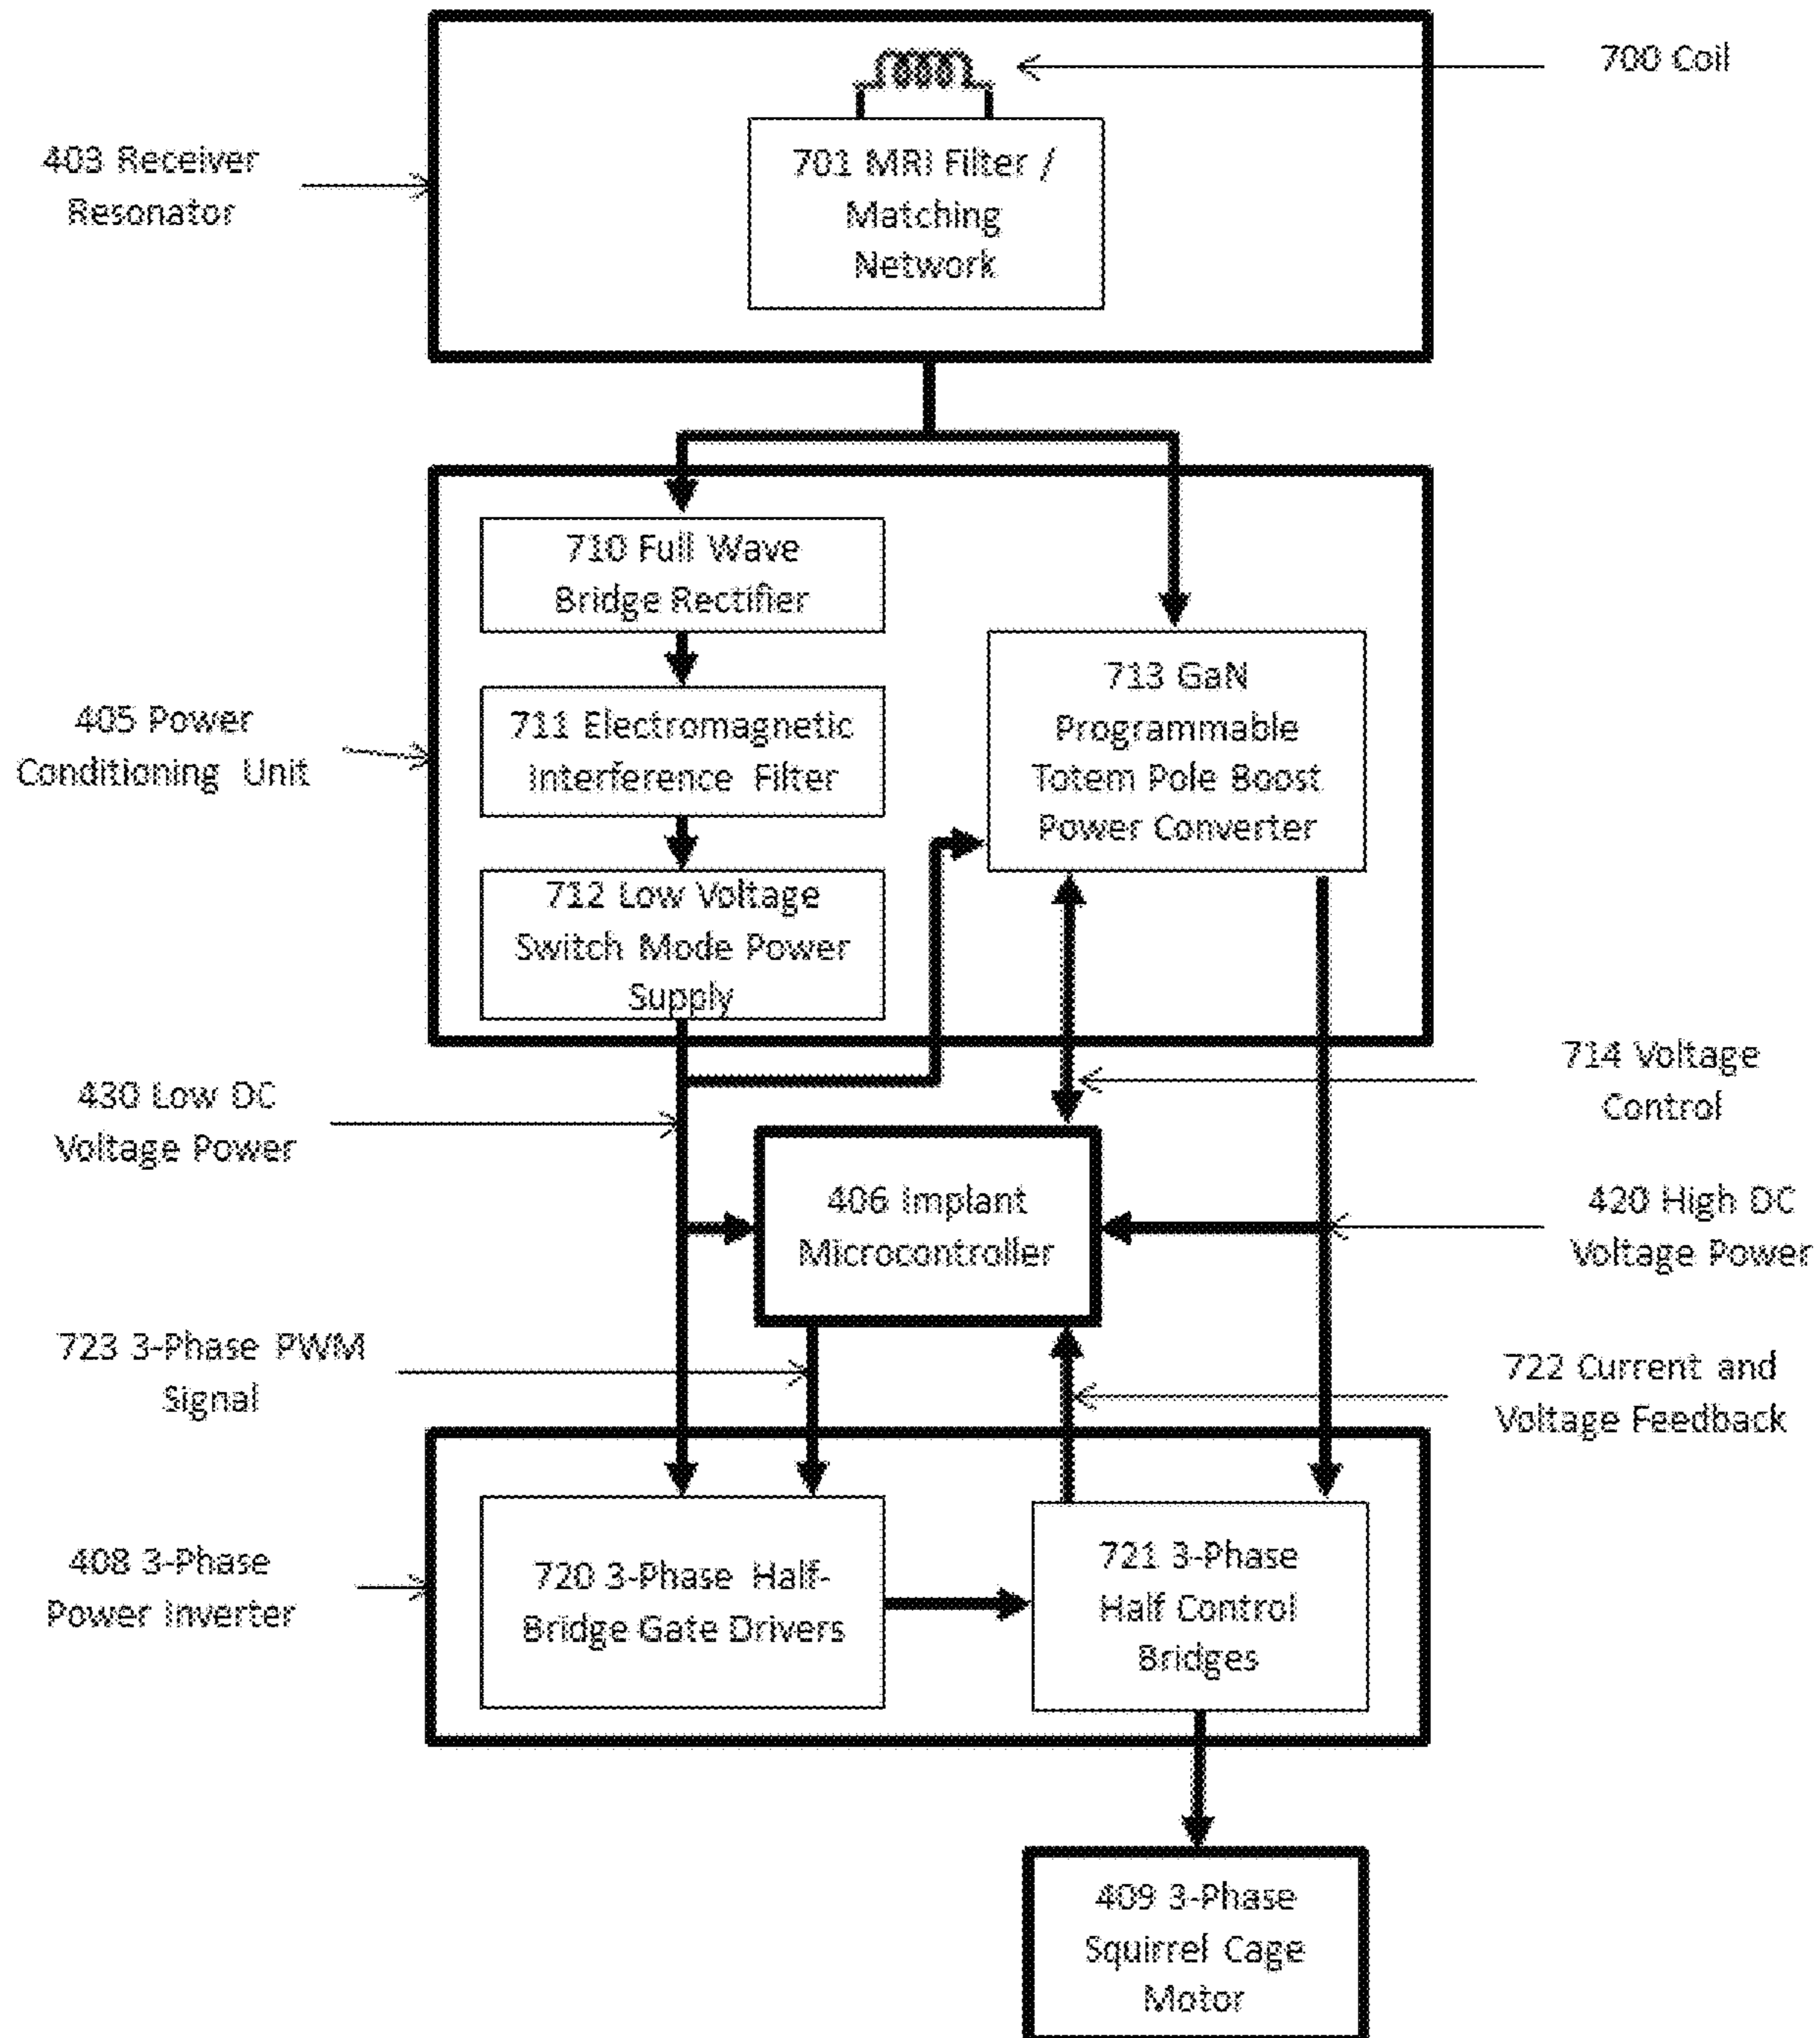 700 Coil
403 Receiver
Resonator
701 MRI Filter /
Matching
Network
710 Full Wave
Bridge Rectifier
405 Power
Conditioning Unit
711 Electromagnetic
Interference Filter
713 GaN
Programmable
Totem Pole Boost
Power Converter
712 Low Voltage
Switch Mode Power
Supply
430 Low DC
Voltage Power
714 Voltage
Control
406 Implant
Microcontroller
420 High DC
Voltage Power
723 3-Phase PWM
Signal
722 Current and
Voltage Feedback
408 3-Phase
Power Inverter
720 3-Phase Half-
Bridge Gate Drivers
721 3-Phase
Half Control
Bridges
409 3-Phase
Squirrel Cage
Motor